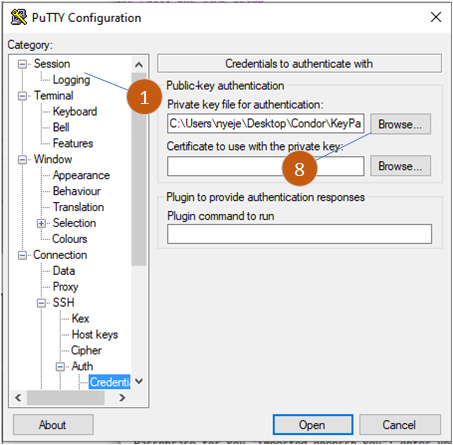 PuTTY Configuration
Category:
Session
Logging
Terminal
Keyboard
Bell
Features
Window
Appearance
Behaviour
Translation
Selection
Colours
Connection
Data
Proxy
SSH
Kex
Host keys
Cipher
Auth
Credenti
1
Credentials to authenticate with
Public-key authentication
Private key file for authentication:
C:\Users\nyeje\Desktop\Condor\KeyPa
Browse...
Certificate to use with the private key:
8
Browse...
Plugin to provide authentication responses
Plugin command to run
About
Open
Cancel